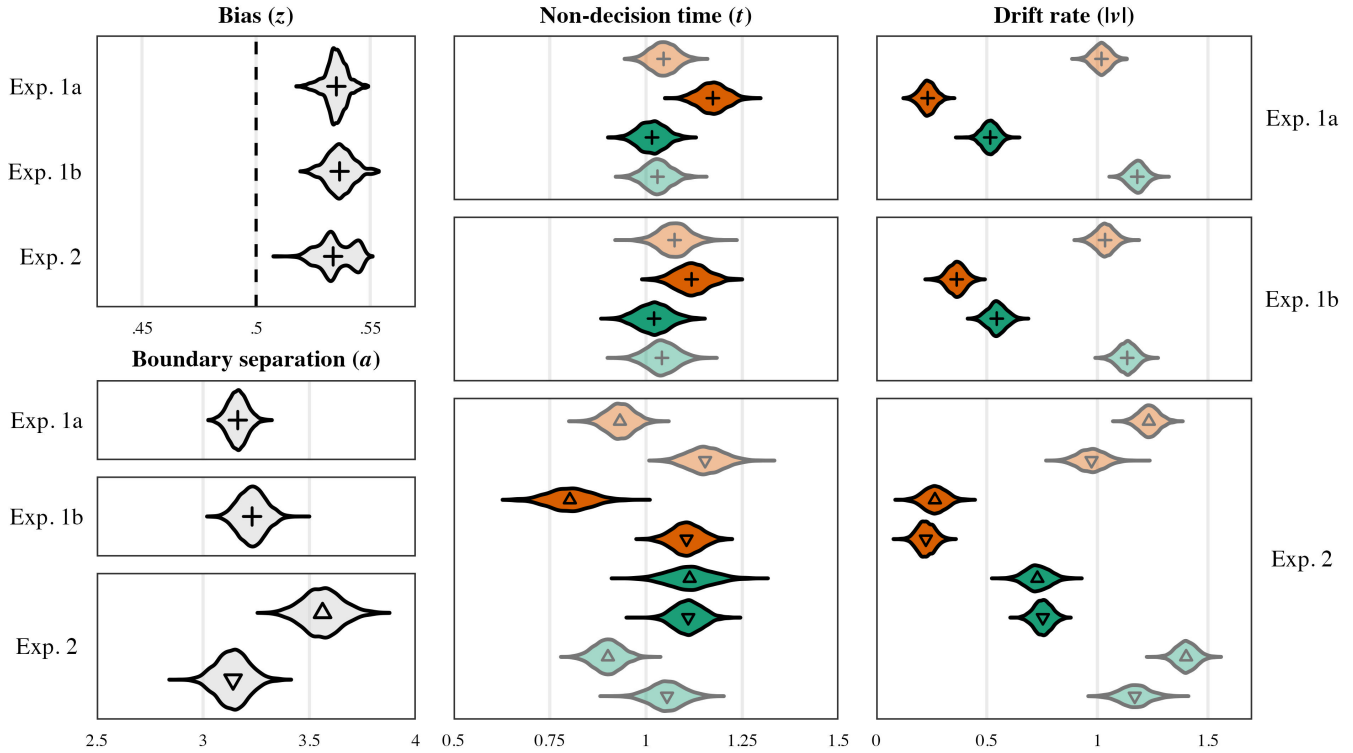 Bias (z)
Non-decision time (t)
Drift rate (|v|)
Exp. 1a
Exp. 1b
Exp. 2
.45 .5 .55
Boundary separation (a)
Exp. 1a
Exp. 1b
Exp. 2
2.5 3 3.5 4
0.5 0.75 1 1.25 1.5
0 0.5 1 1.5
Exp. 1a
Exp. 1b
Exp. 2